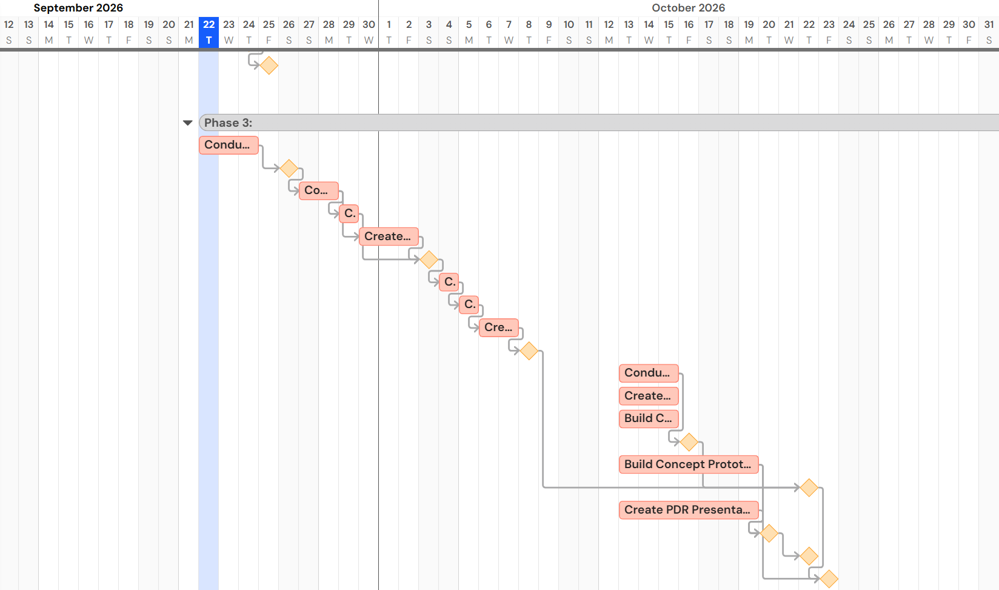 September 2026 October 2026
12 13 14 15 16 17 18 19 20 21 22 23 24 25 26 27 28 29 30 1 2 3 4 5 6 7 8 9 10 11 12 13 14 15 16 17 18 19 20 21 22 23 24 25 26 27 28 29 30 31
S S M T W T F S S M T W T F S S M T W T F S S M T W T F S S M T W T F S S M T W T F S S M T W T F S
Phase 3:
Condu...
Co...
C.
Create...
C.
C.
Cre...
Condu...
Create...
Build C...
Build Concept Protot...
Create PDR Presenta...